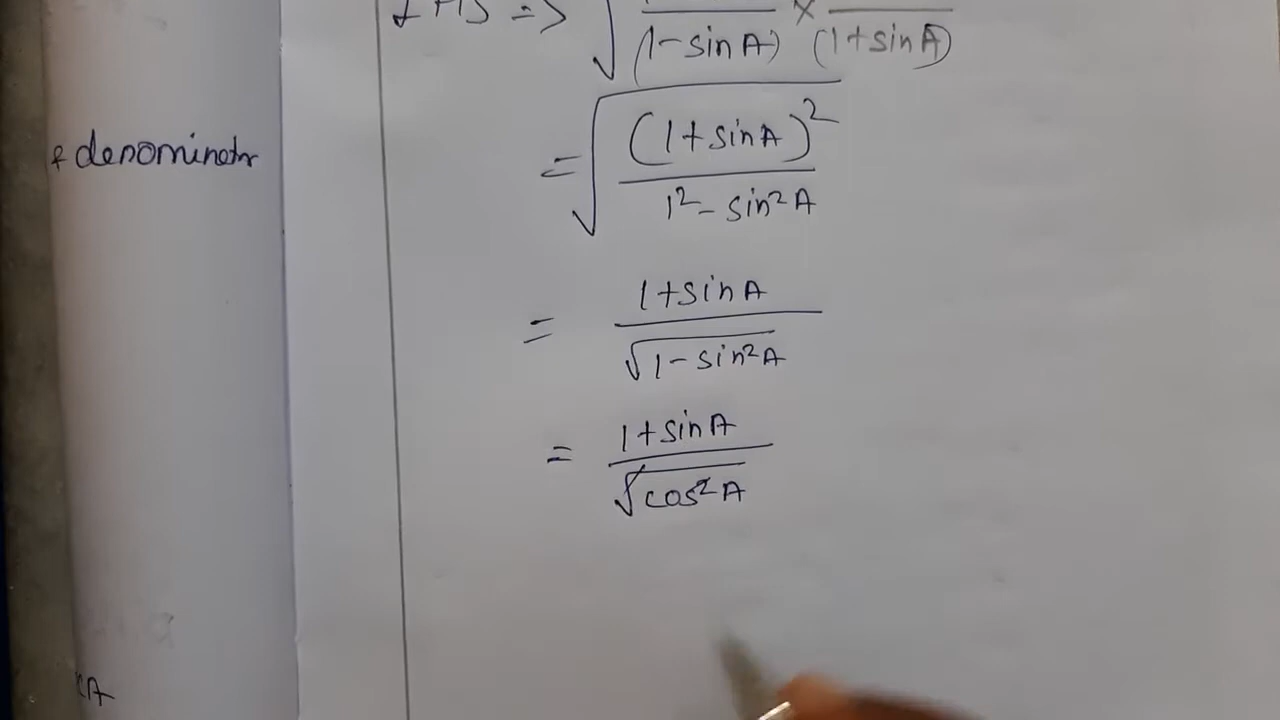 LHS => √ (1-sinA) × (1+sinA)
& denominator
= √ (1+sinA)² / 1² - sin²A
= 1+sinA / √1-sin²A
= 1+sinA / √cos²A
A